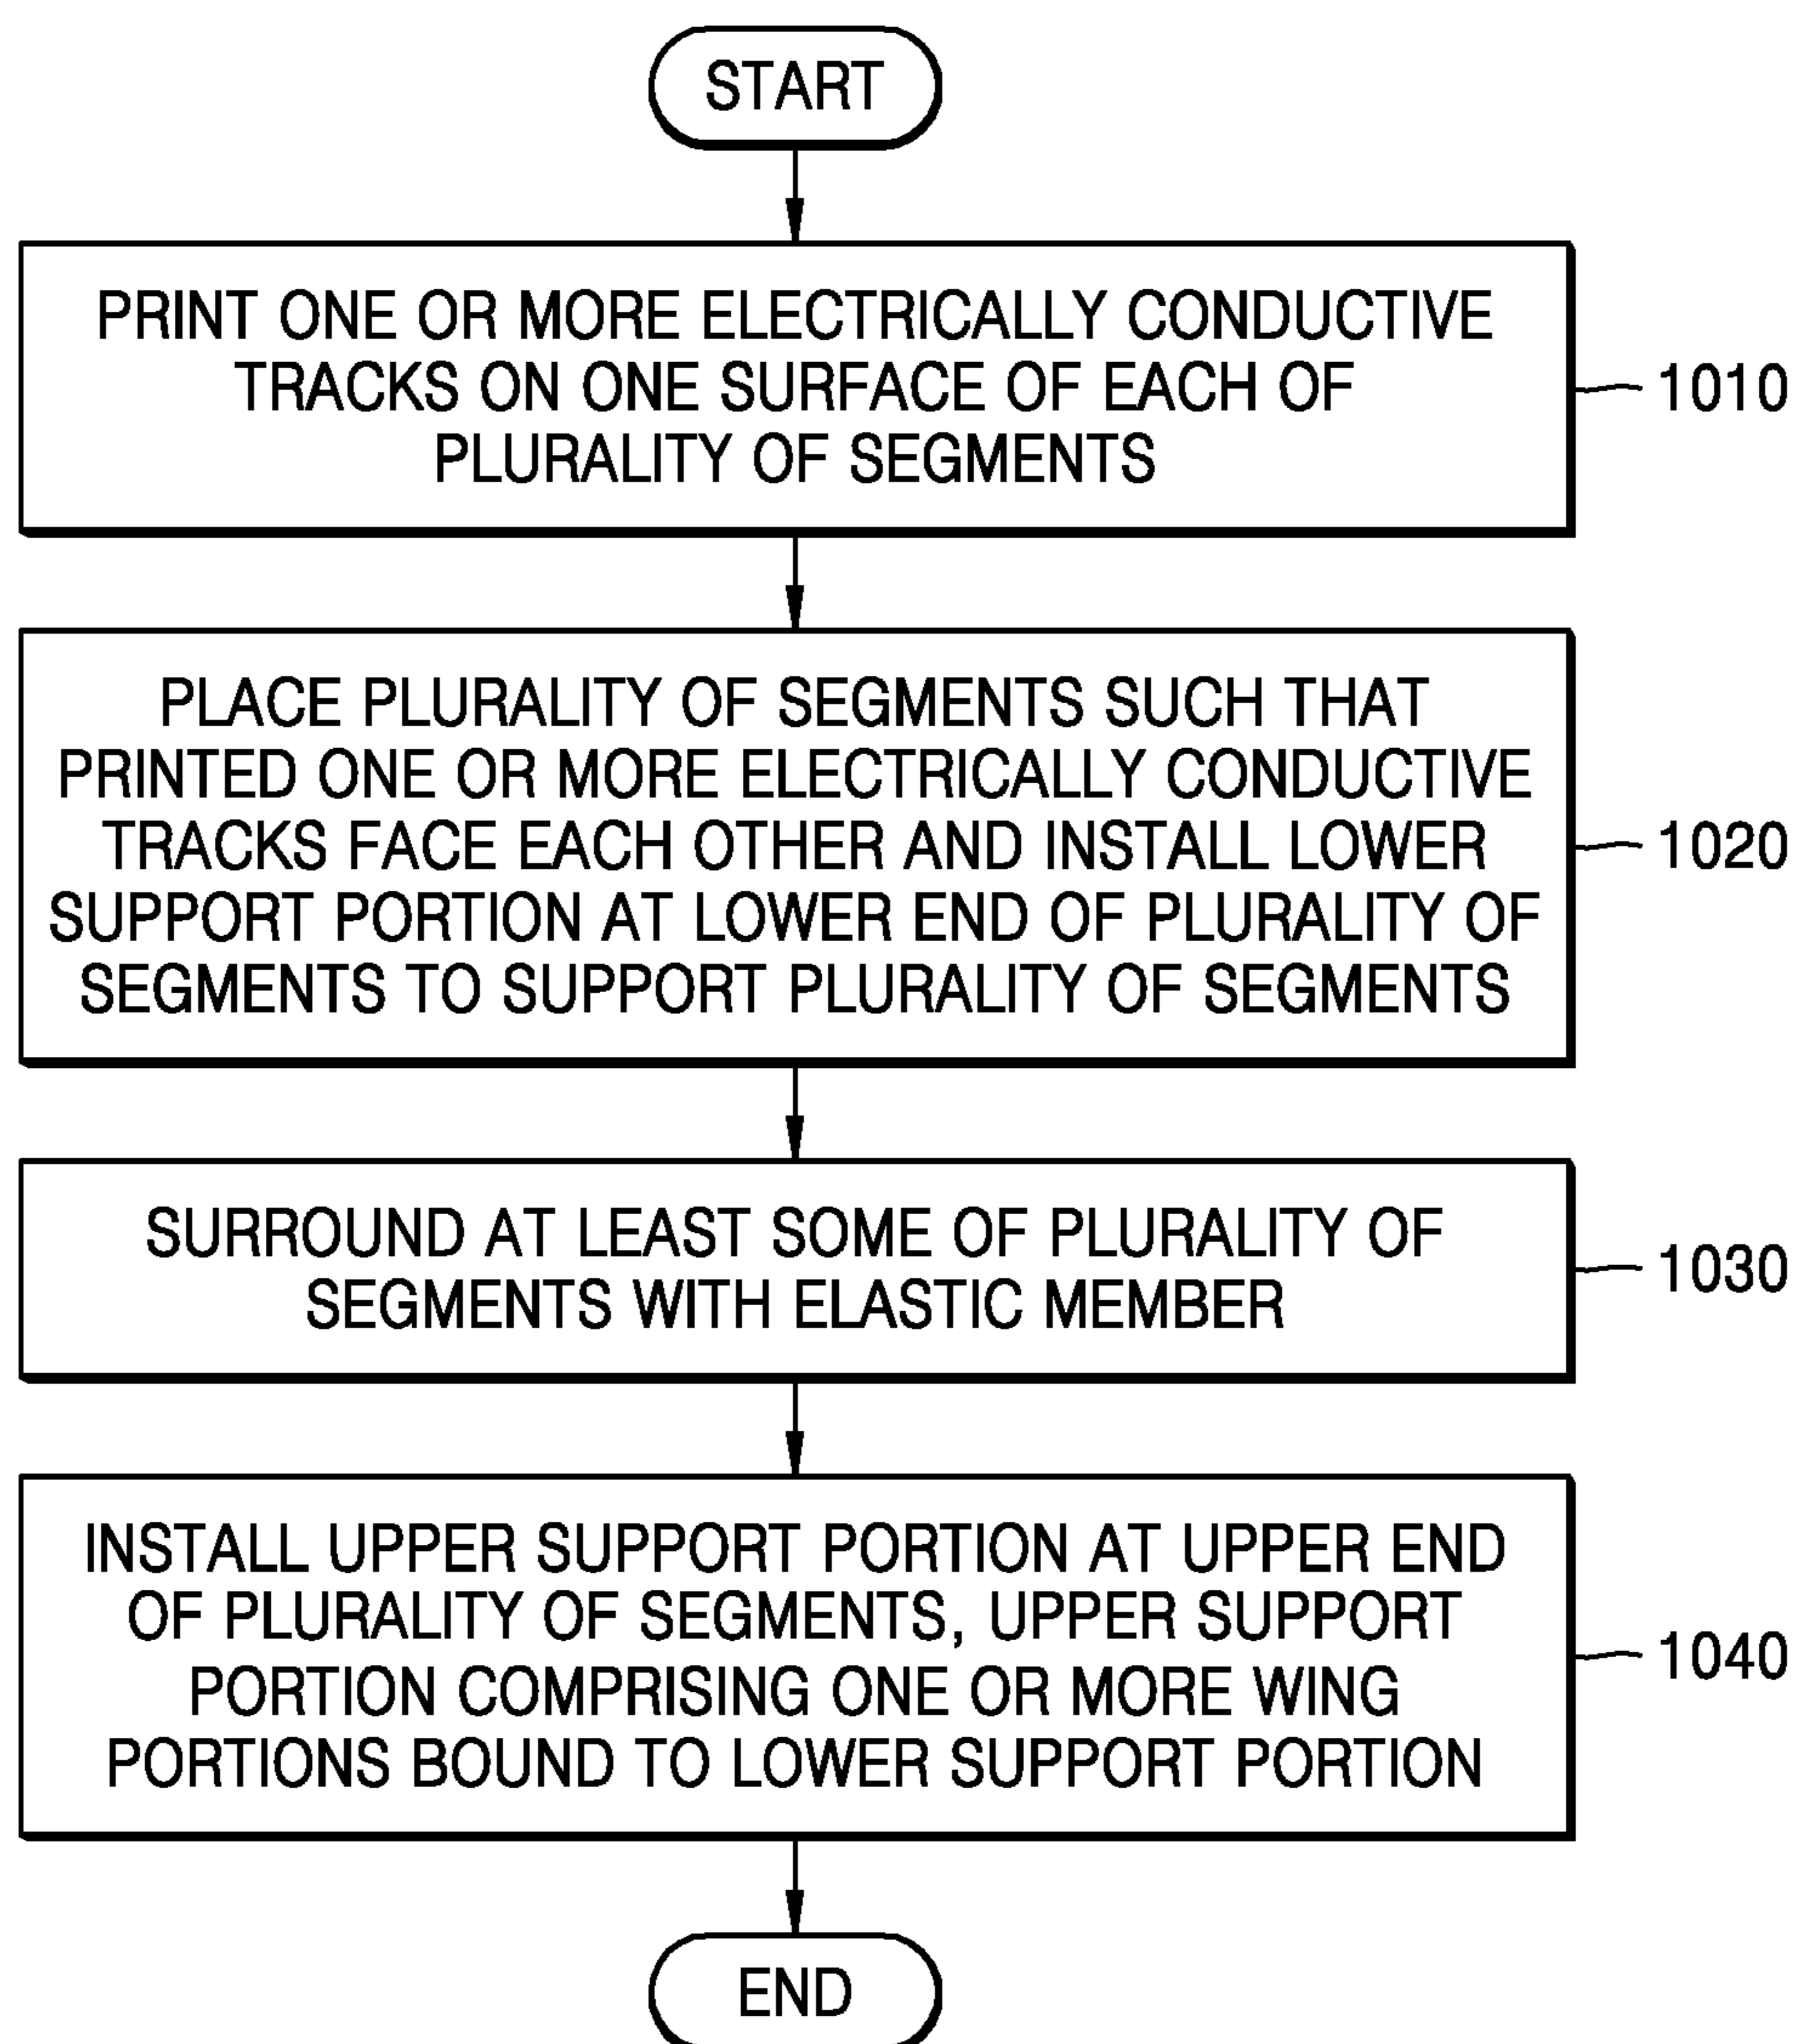 START
PRINT ONE OR MORE ELECTRICALLY CONDUCTIVE
TRACKS ON ONE SURFACE OF EACH OF
PLURALITY OF SEGMENTS
1010
PLACE PLURALITY OF SEGMENTS SUCH THAT
PRINTED ONE OR MORE ELECTRICALLY CONDUCTIVE
TRACKS FACE EACH OTHER AND INSTALL LOWER
SUPPORT PORTION AT LOWER END OF PLURALITY OF
SEGMENTS TO SUPPORT PLURALITY OF SEGMENTS
1020
SURROUND AT LEAST SOME OF PLURALITY OF
SEGMENTS WITH ELASTIC MEMBER
1030
INSTALL UPPER SUPPORT PORTION AT UPPER END
OF PLURALITY OF SEGMENTS, UPPER SUPPORT
PORTION COMPRISING ONE OR MORE WING
PORTIONS BOUND TO LOWER SUPPORT PORTION
1040
END